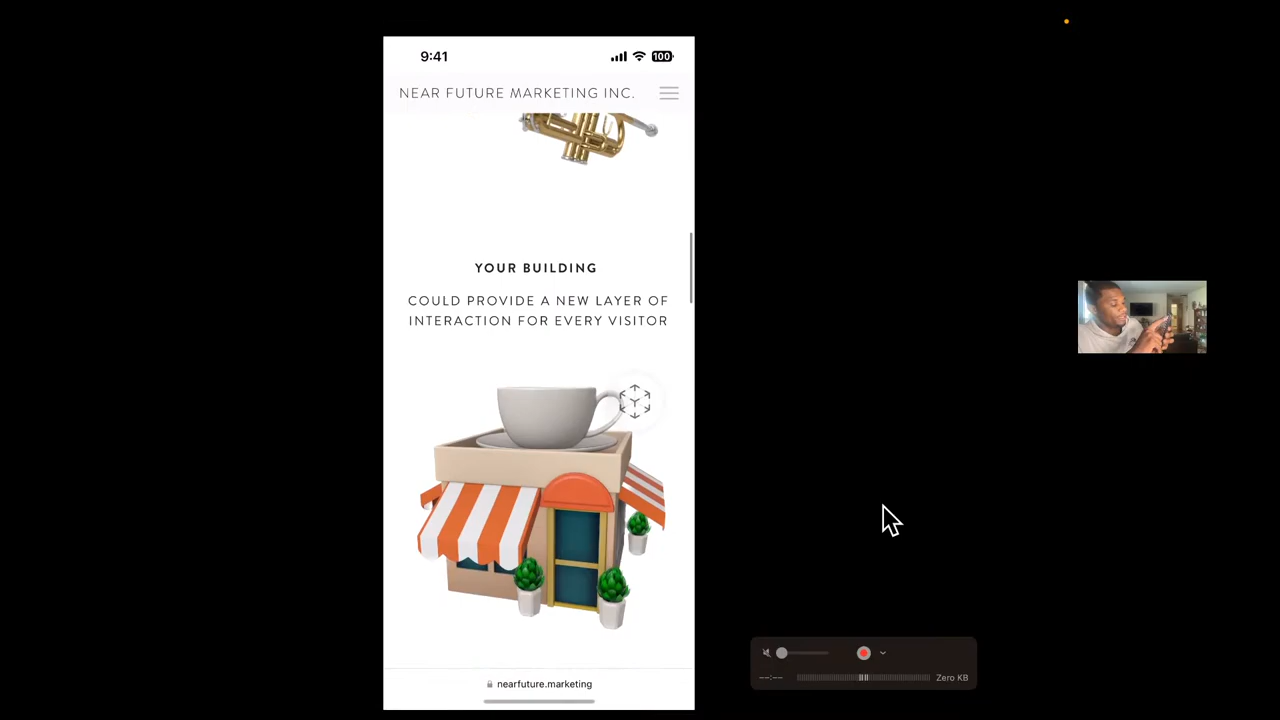 9:41
100
NEAR FUTURE MARKETING INC.
YOUR BUILDING
COULD PROVIDE A NEW LAYER OF
INTERACTION FOR EVERY VISITOR
nearfuture.marketing
--:--
Zero KB